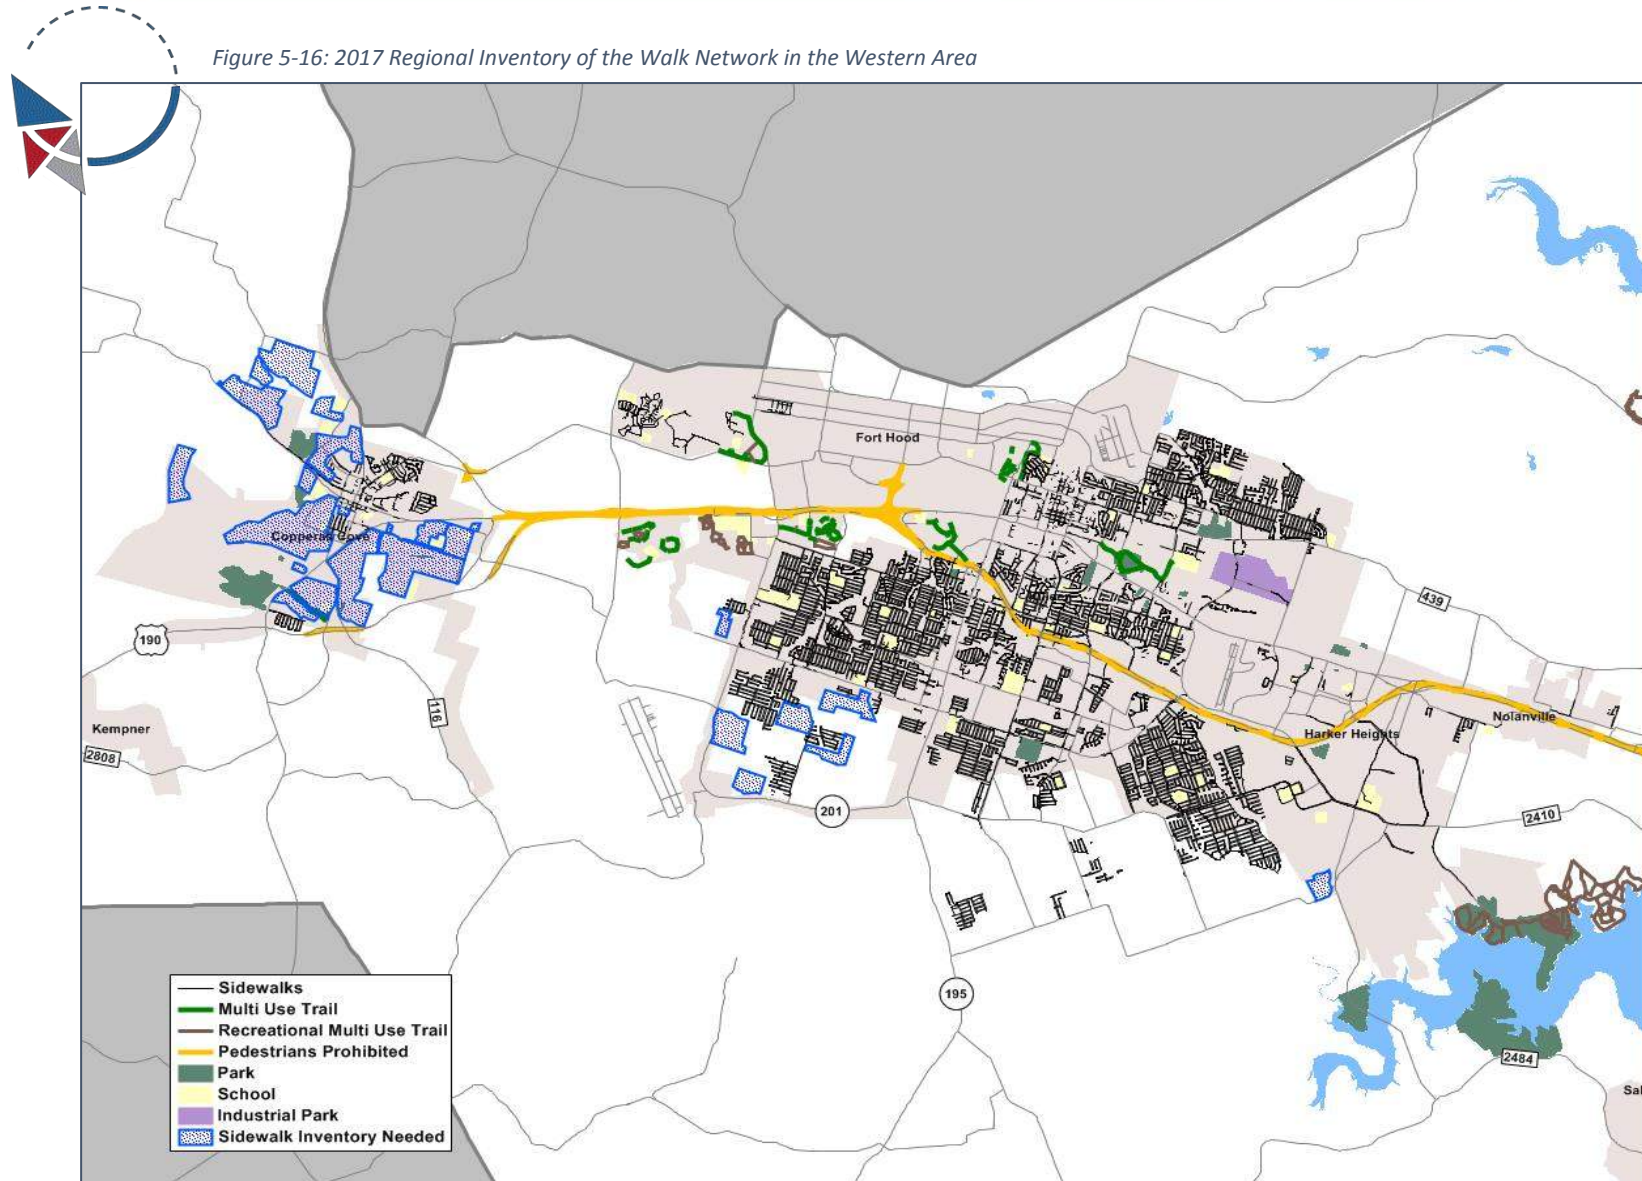 Figure 5-16: 2017 Regional Inventory of the Walk Network in the Western Area
Fort Hood
Copperas Cove
439
190
116
Kempner
2808
Nolanville
Harker Heights
201
2410
195
2484
Sal
Sidewalks
Multi Use Trail
Recreational Multi Use Trail
Pedestrians Prohibited
Park
School
Industrial Park
Sidewalk Inventory Needed